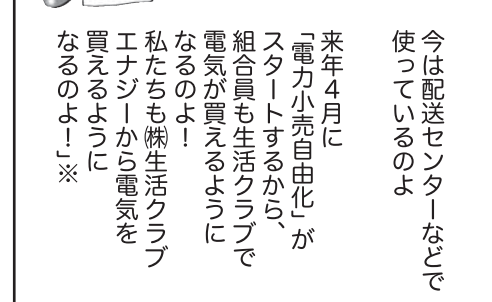 今は配送センターなどで
使っているのよ
来年４月に
「電力小売自由化」が
スタートするから、
組合員も生活クラブで
電気が買えるように
なるのよ！
私たちも㈱生活クラブ
エナジーから電気を
買えるように
なるのよ！」※